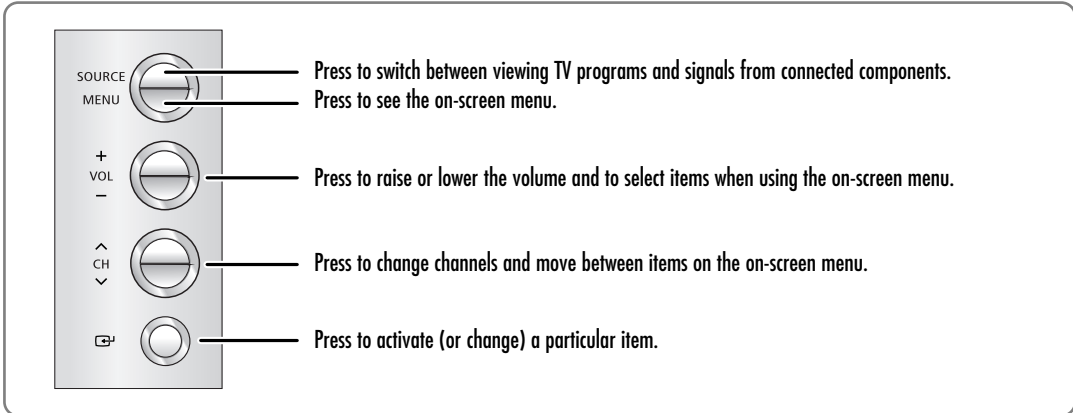 SOURCE
MENU
Press to switch between viewing TV programs and signals from connected components.
Press to see the on-screen menu.
+
VOL
−
Press to raise or lower the volume and to select items when using the on-screen menu.
CH
Press to change channels and move between items on the on-screen menu.
Press to activate (or change) a particular item.